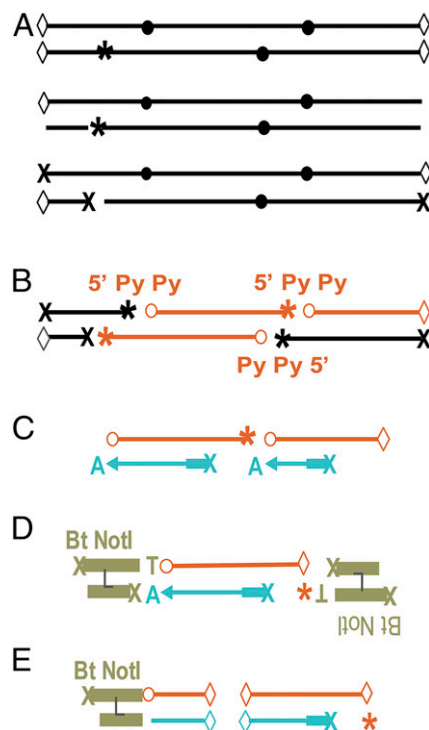 A
B
5' Py Py 5' Py Py
Py Py 5'
C
A A
D
Bt NotI
T
A T
Bt NotI
E
Bt NotI